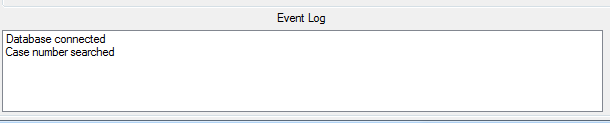 Event Log
Database connected
Case number searched